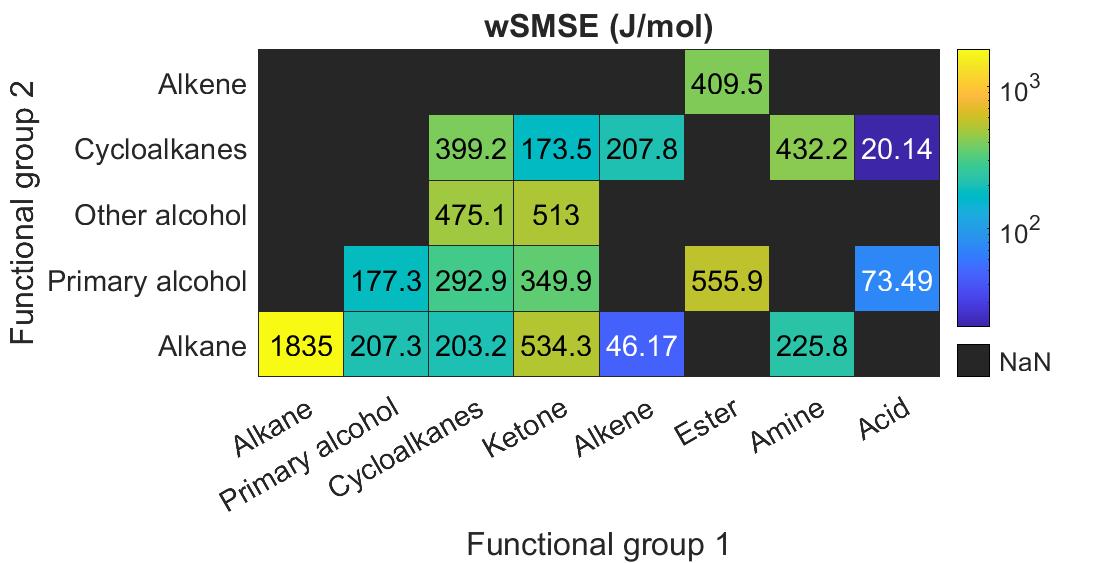 wSMSE (J/mol)
Functional group 2
Alkene 409.5
Cycloalkanes 399.2 173.5 207.8 432.2 20.14
Other alcohol 475.1 513
Primary alcohol 177.3 292.9 349.9 555.9 73.49
Alkane 1835 207.3 203.2 534.3 46.17 225.8
10³
10²
NaN
Alkane
Primary alcohol
Cycloalkanes
Ketone
Alkene
Ester
Amine
Acid
Functional group 1